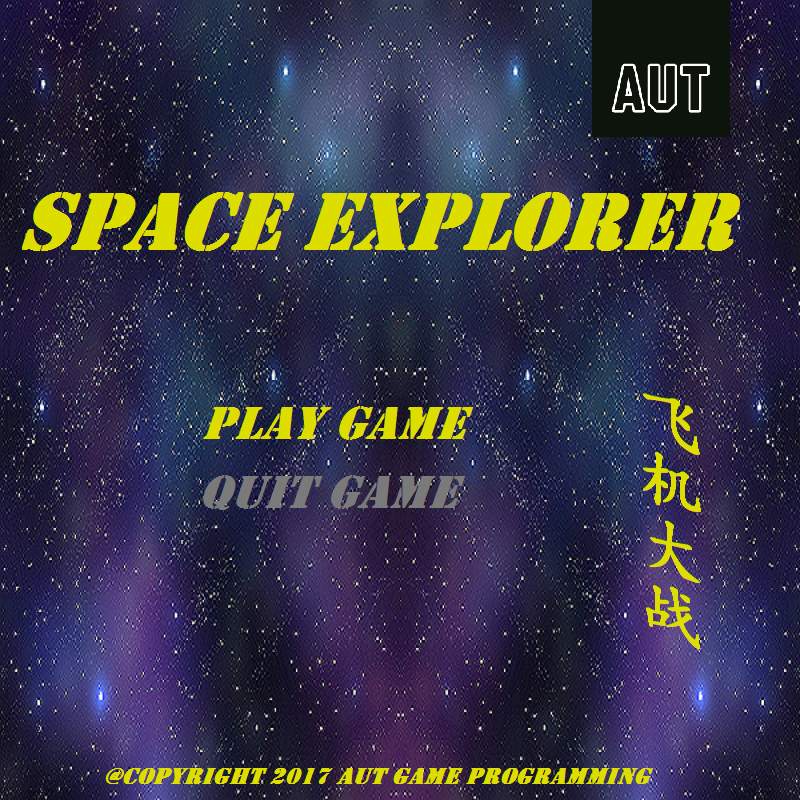 AUT
SPACE EXPLORER
PLAY GAME
QUIT GAME
飞机大战
@COPYRIGHT 2017 AUT GAME PROGRAMMING